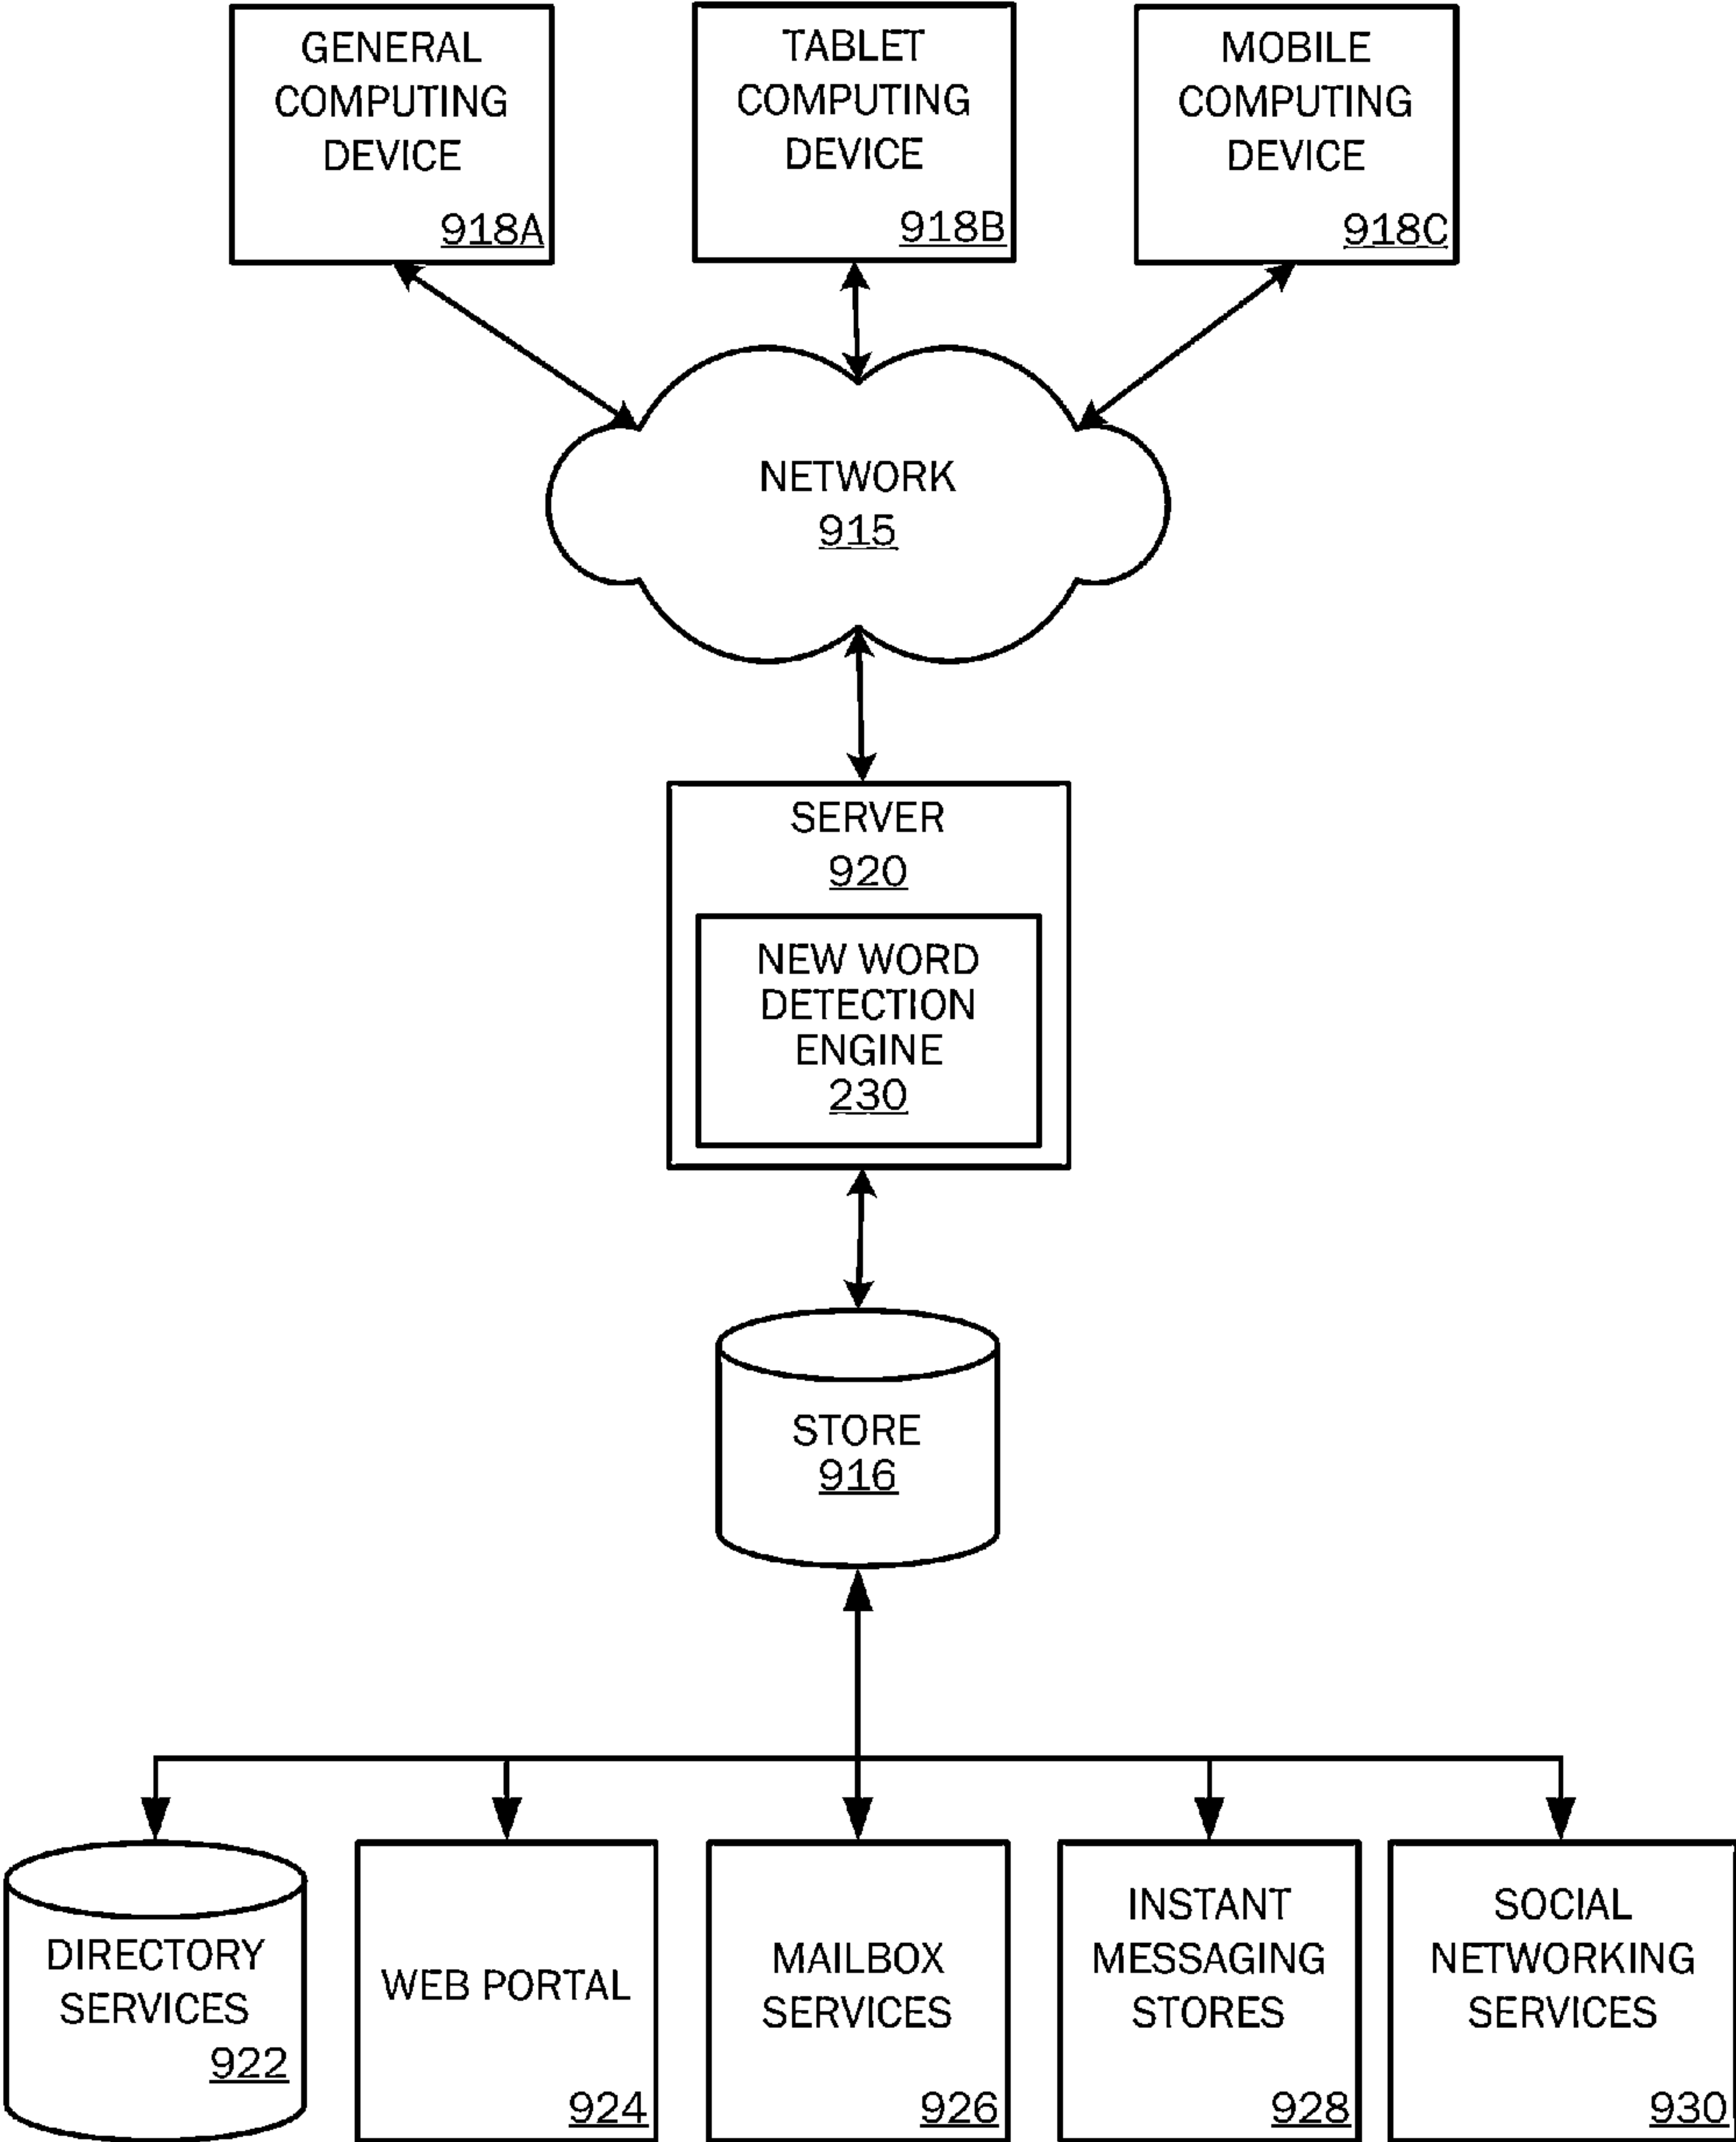 GENERAL
COMPUTING
DEVICE
918A
TABLET
COMPUTING
DEVICE
918B
MOBILE
COMPUTING
DEVICE
918C
NETWORK
915
SERVER
920
NEW WORD
DETECTION
ENGINE
230
STORE
916
DIRECTORY
SERVICES
922
WEB PORTAL
924
MAILBOX
SERVICES
926
INSTANT
MESSAGING
STORES
928
SOCIAL
NETWORKING
SERVICES
930